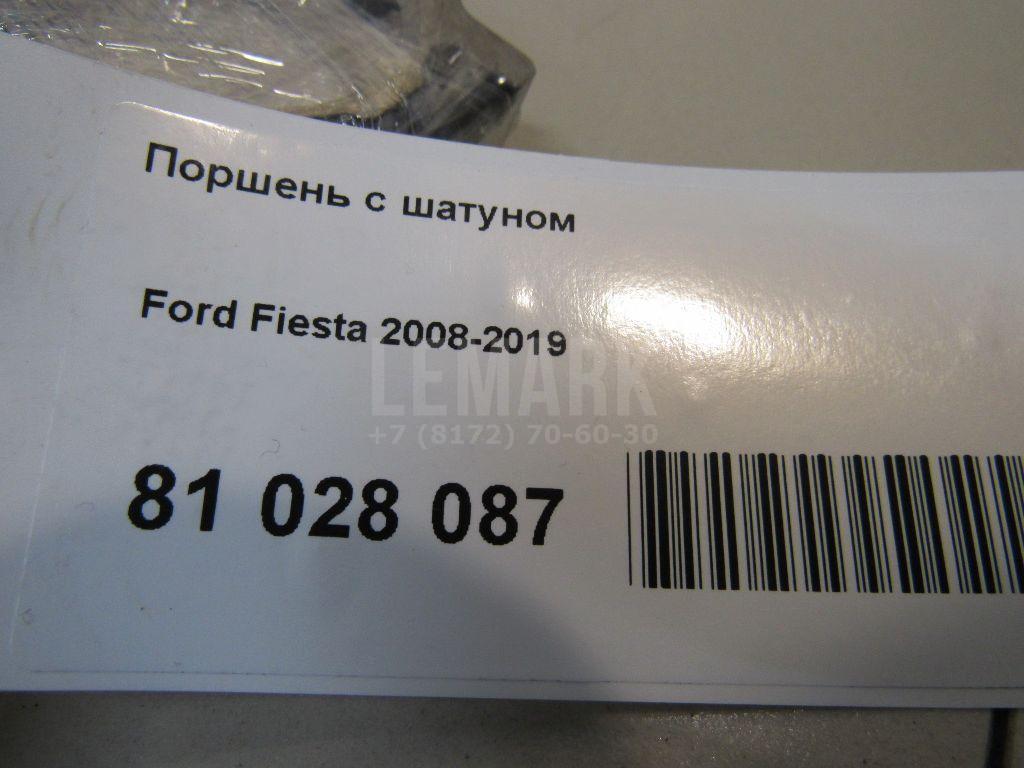 Поршень с шатуном
Ford Fiesta 2008-2019
LEMARK
+7 (8172) 70-60-30
81 028 087